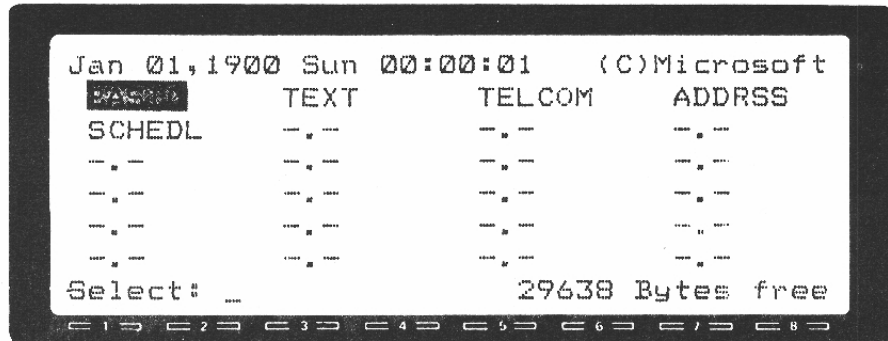 Jan 01,1900 Sun 00:00:01 (C)Microsoft
BASIC TEXT TELCOM ADDRSS
SCHEDL -.- -.- -.-
-.- -.- -.- -.-
-.- -.- -.- -.-
-.- -.- -.- -.-
-.- -.- -.- -.-
Select: _ 29638 Bytes free
1 2 3 4 5 6 7 8